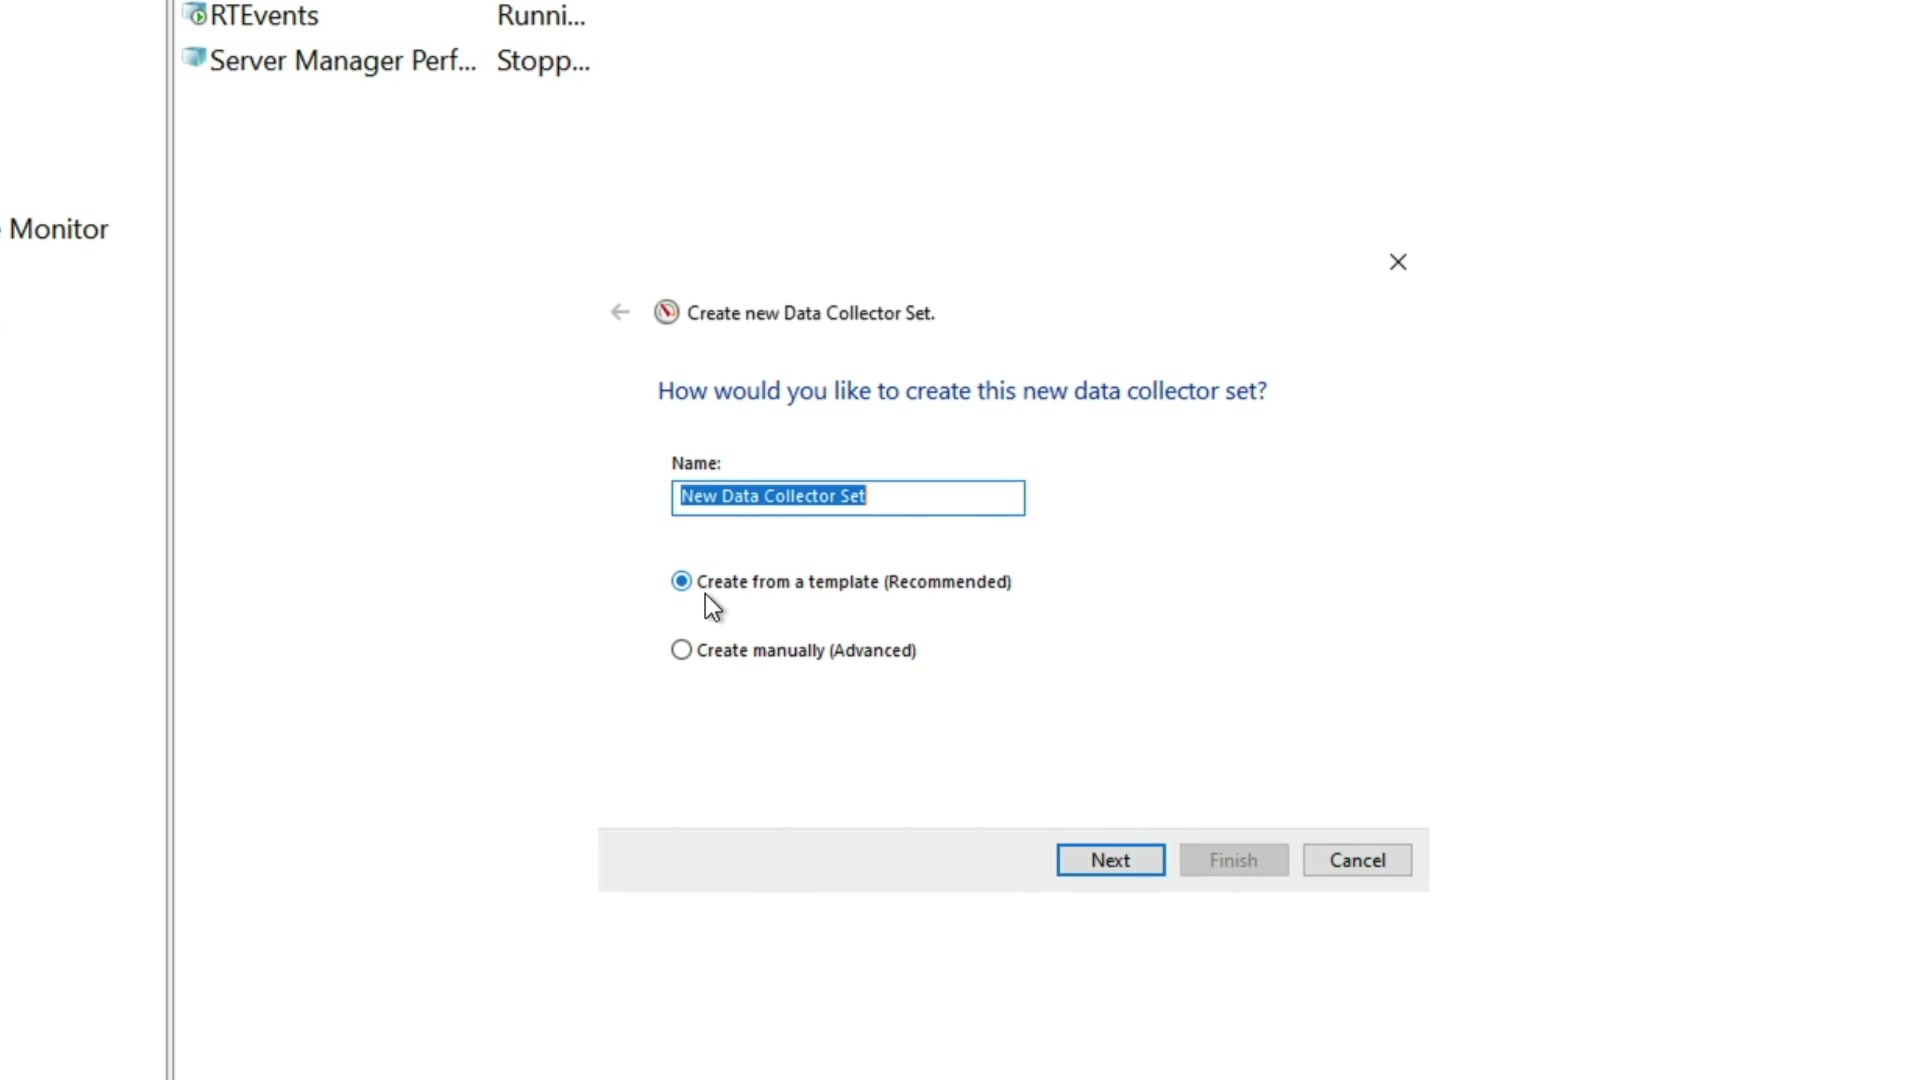 RTEvents Runni...
Server Manager Perf... Stopp...
Monitor
Create new Data Collector Set.
How would you like to create this new data collector set?
Name:
New Data Collector Set
Create from a template (Recommended)
Create manually (Advanced)
Next Finish Cancel